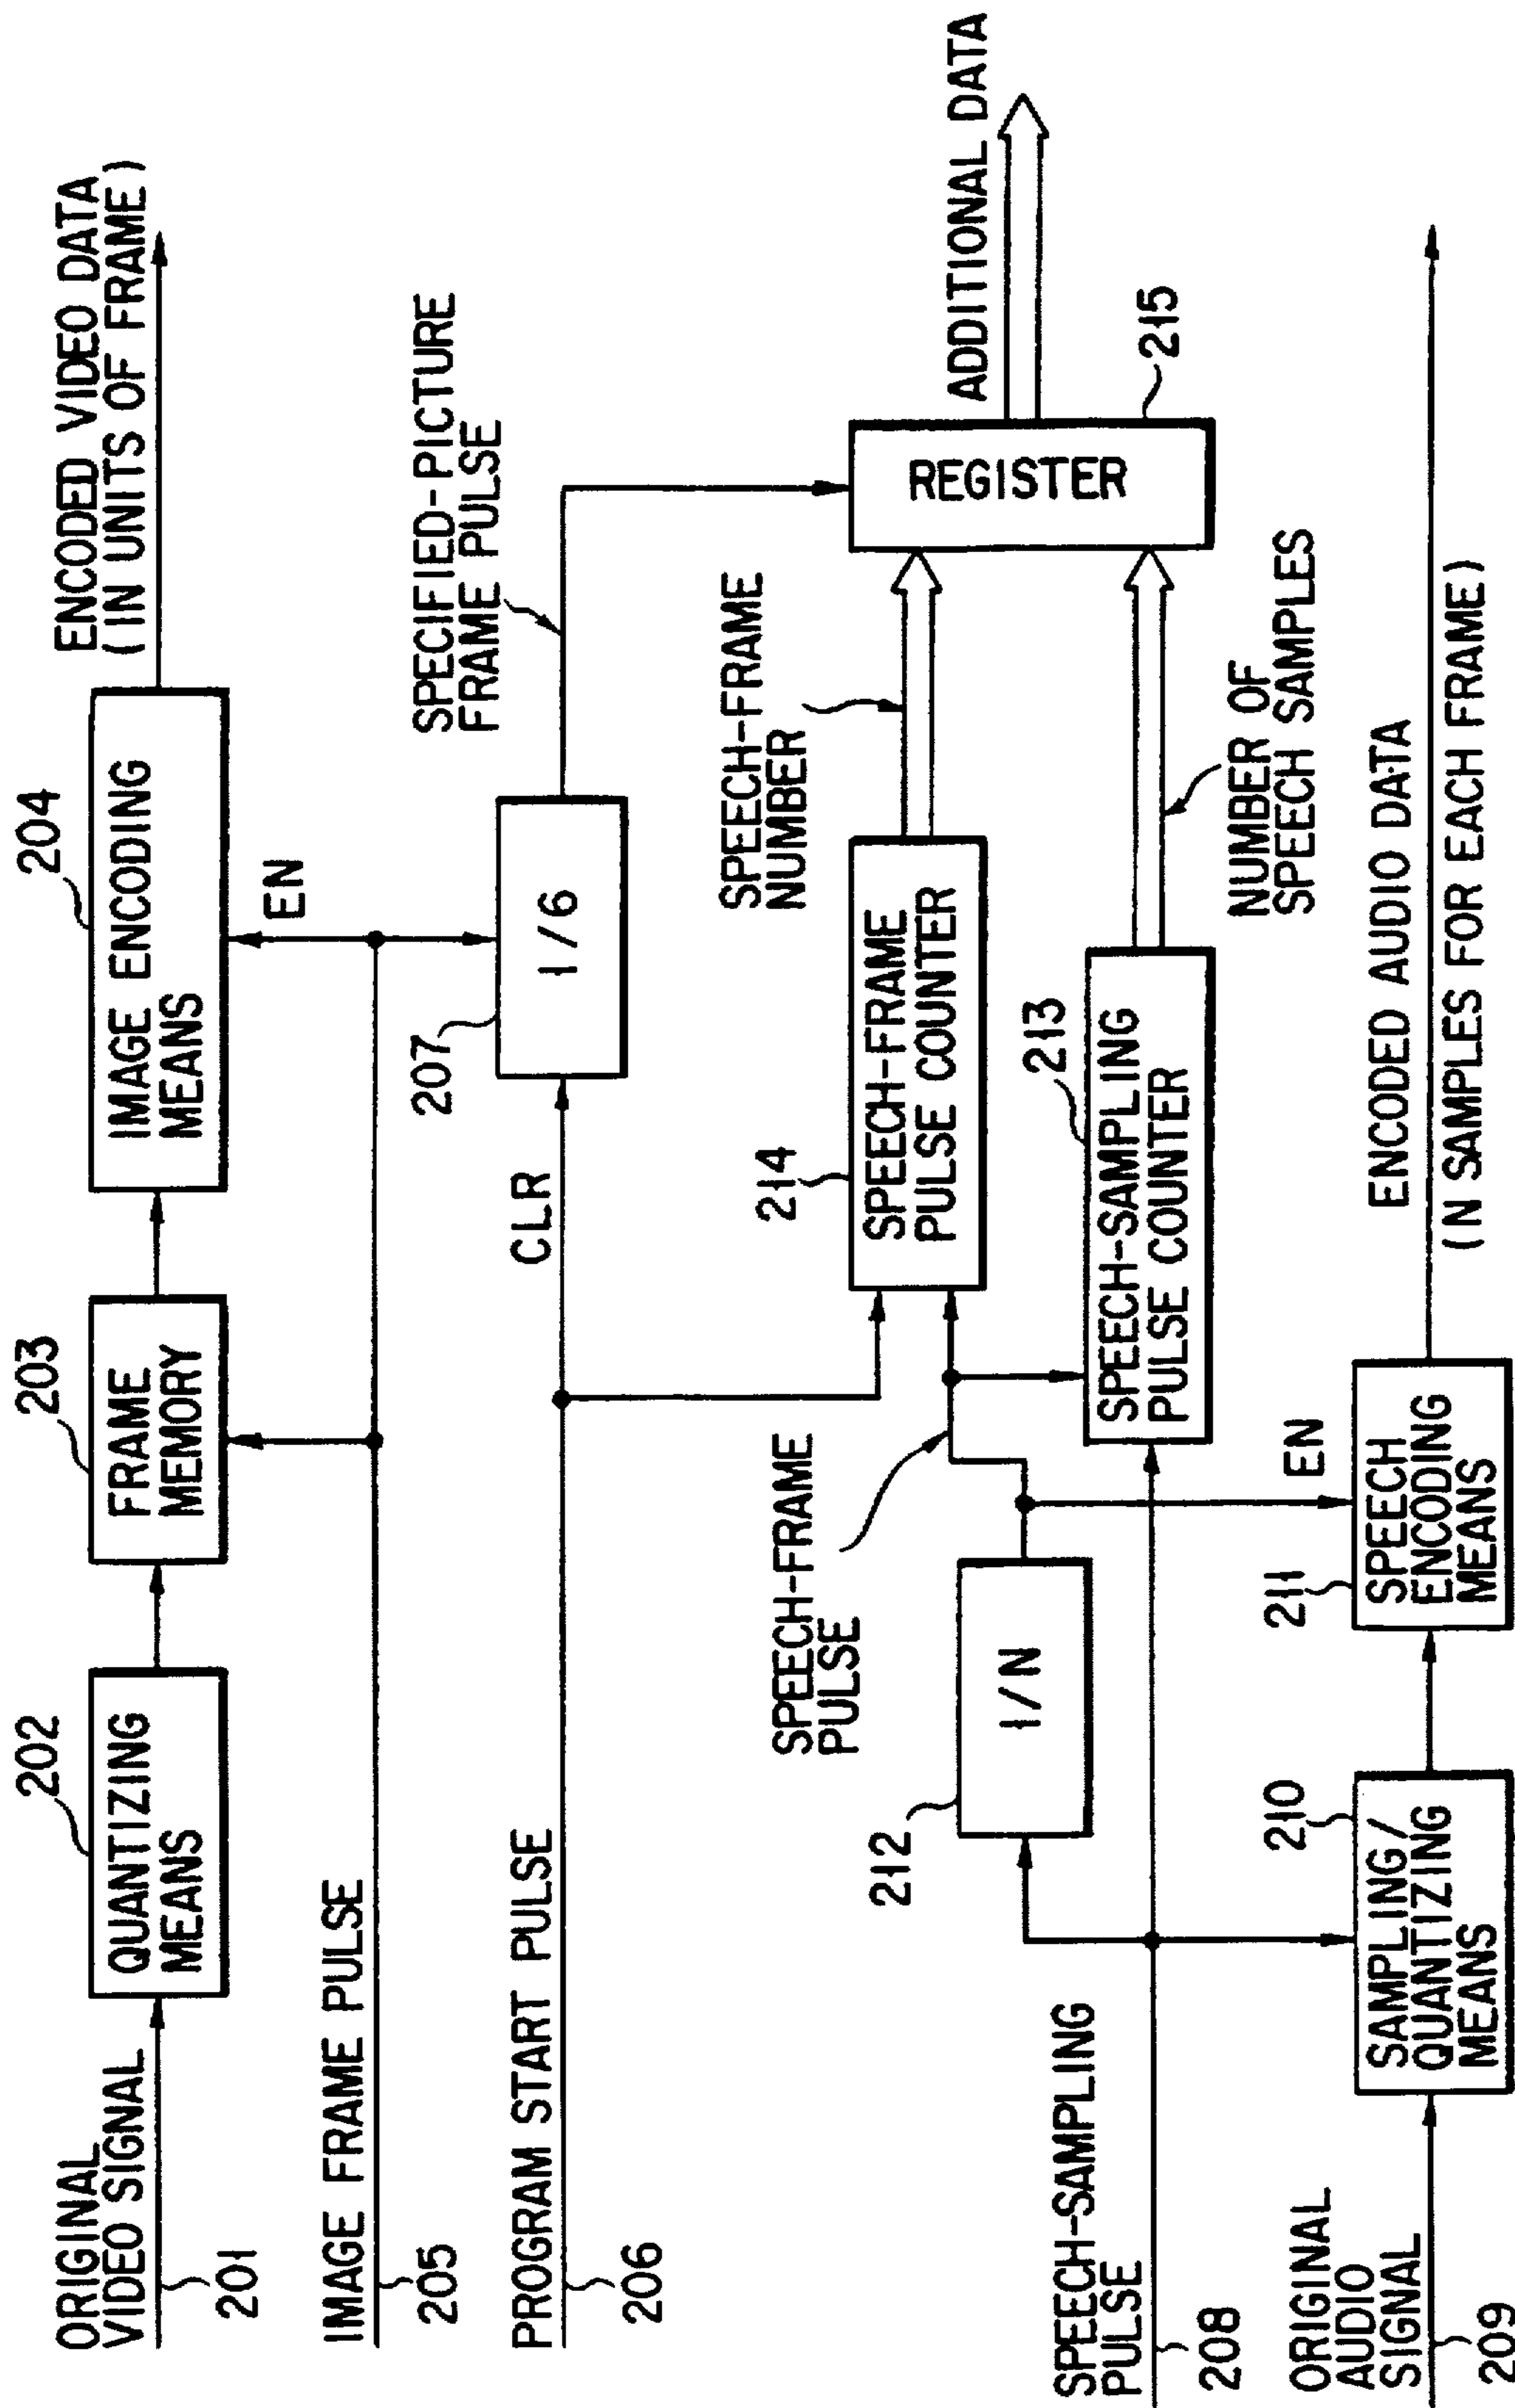 ORIGINAL
VIDEO SIGNAL
201
202
QUANTIZING
MEANS
203
FRAME
MEMORY
204
IMAGE ENCODING
MEANS
ENCODED VIDEO DATA
(IN UNITS OF FRAME)
IMAGE FRAME PULSE
205
EN
PROGRAM START PULSE
206
CLR
207
1/6
SPECIFIED-PICTURE
FRAME PULSE
SPEECH-FRAME
PULSE
214
SPEECH-FRAME
PULSE COUNTER
SPEECH-FRAME
NUMBER
REGISTER
215
ADDITIONAL DATA
212
1/N
213
SPEECH-SAMPLING
PULSE COUNTER
NUMBER OF
SPEECH SAMPLES
SPEECH-SAMPLING
PULSE
208
ORIGINAL
AUDIO
SIGNAL
209
210
SAMPLING/
QUANTIZING
MEANS
211
SPEECH
ENCODING
MEANS
EN
ENCODED AUDIO DATA
(N SAMPLES FOR EACH FRAME)